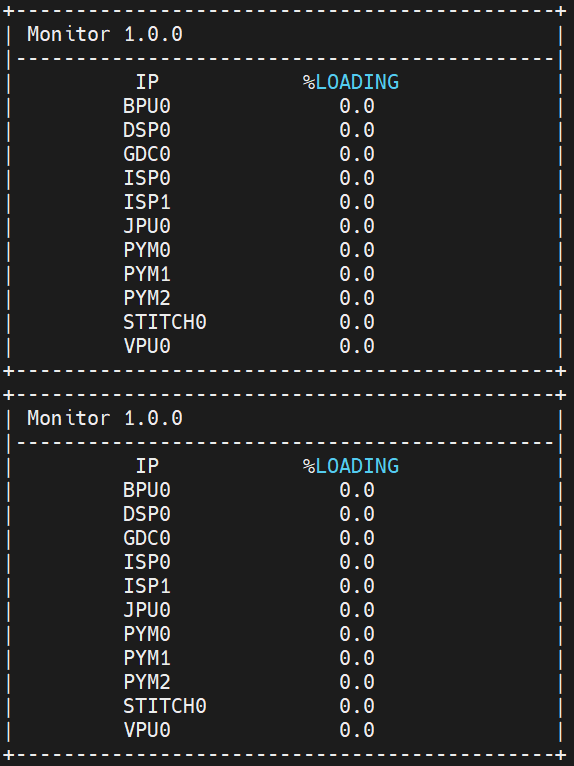 +---------------------------------------------+
| Monitor 1.0.0                               |
|---------------------------------------------|
|          IP            %LOADING             |
|         BPU0              0.0               |
|         DSP0              0.0               |
|         GDC0              0.0               |
|         ISP0              0.0               |
|         ISP1              0.0               |
|         JPU0              0.0               |
|         PYM0              0.0               |
|         PYM1              0.0               |
|         PYM2              0.0               |
|         STITCH0           0.0               |
|         VPU0              0.0               |
+---------------------------------------------+
+---------------------------------------------+
| Monitor 1.0.0                               |
|---------------------------------------------|
|          IP            %LOADING             |
|         BPU0              0.0               |
|         DSP0              0.0               |
|         GDC0              0.0               |
|         ISP0              0.0               |
|         ISP1              0.0               |
|         JPU0              0.0               |
|         PYM0              0.0               |
|         PYM1              0.0               |
|         PYM2              0.0               |
|         STITCH0           0.0               |
|         VPU0              0.0               |
+---------------------------------------------+